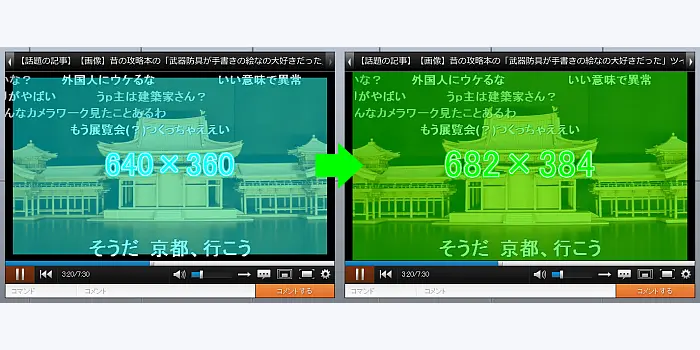 【話題の記事】【画像】昔の攻略本の「武器防具が手書きの絵なの大好きだった」
いな？ 外国人にウケるな いい意味で異常
がやばい うp主は建築家さん？
んなカメラワーク見たことあるわ
もう展覧会(？)つくっちゃええい
640×360
そうだ 京都、行こう
3:20/7:30
コマンド コメント コメントする
【話題の記事】【画像】昔の攻略本の「武器防具が手書きの絵なの大好きだった」ツイ
な？ 外国人にウケるな いい意味で異常
がやばい うp主は建築家さん？
んなカメラワーク見たことあるわ
もう展覧会(？)つくっちゃええい
682×384
そうだ 京都、行こう
3:20/7:30
コマンド コメント コメントする